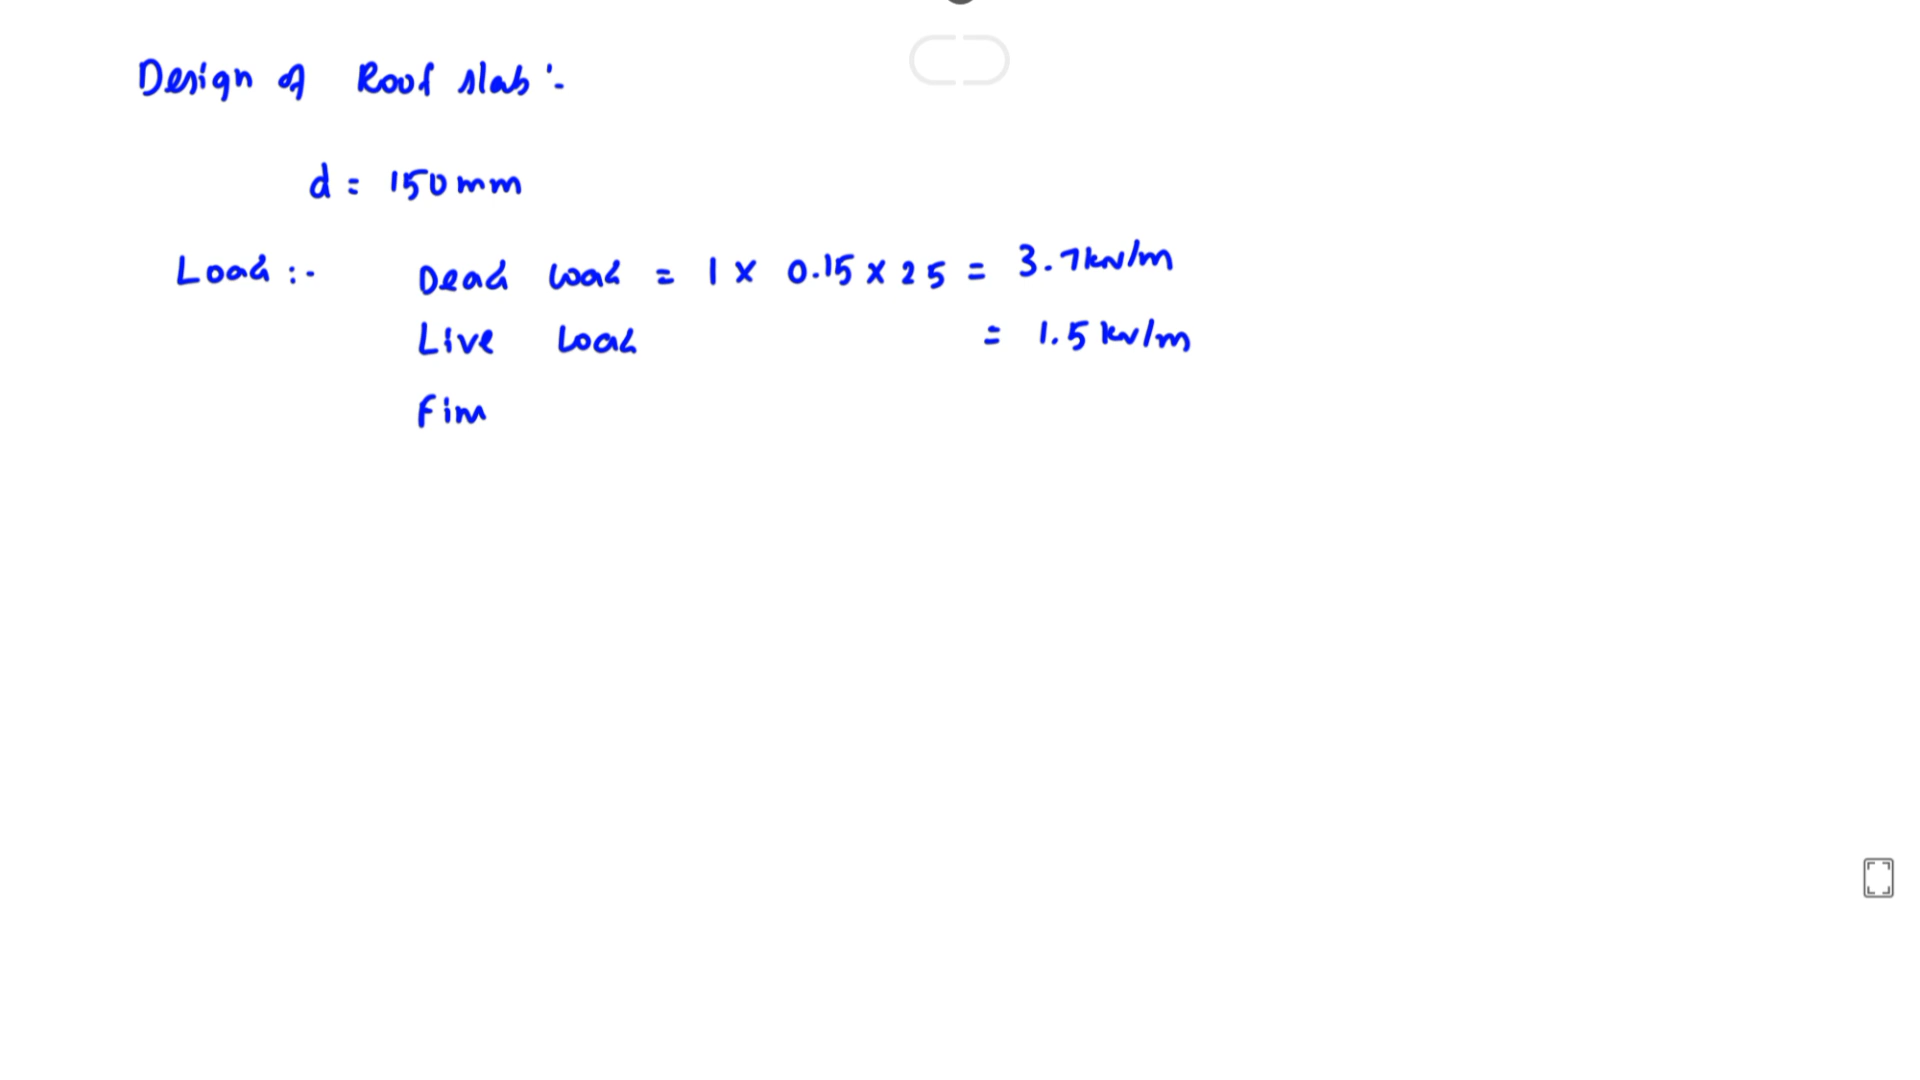 Design of Roof slab :-
d = 150mm
Load :- Dead load = 1 x 0.15 x 25 = 3.7kn/m
Live Load = 1.5 kn/m
Fin